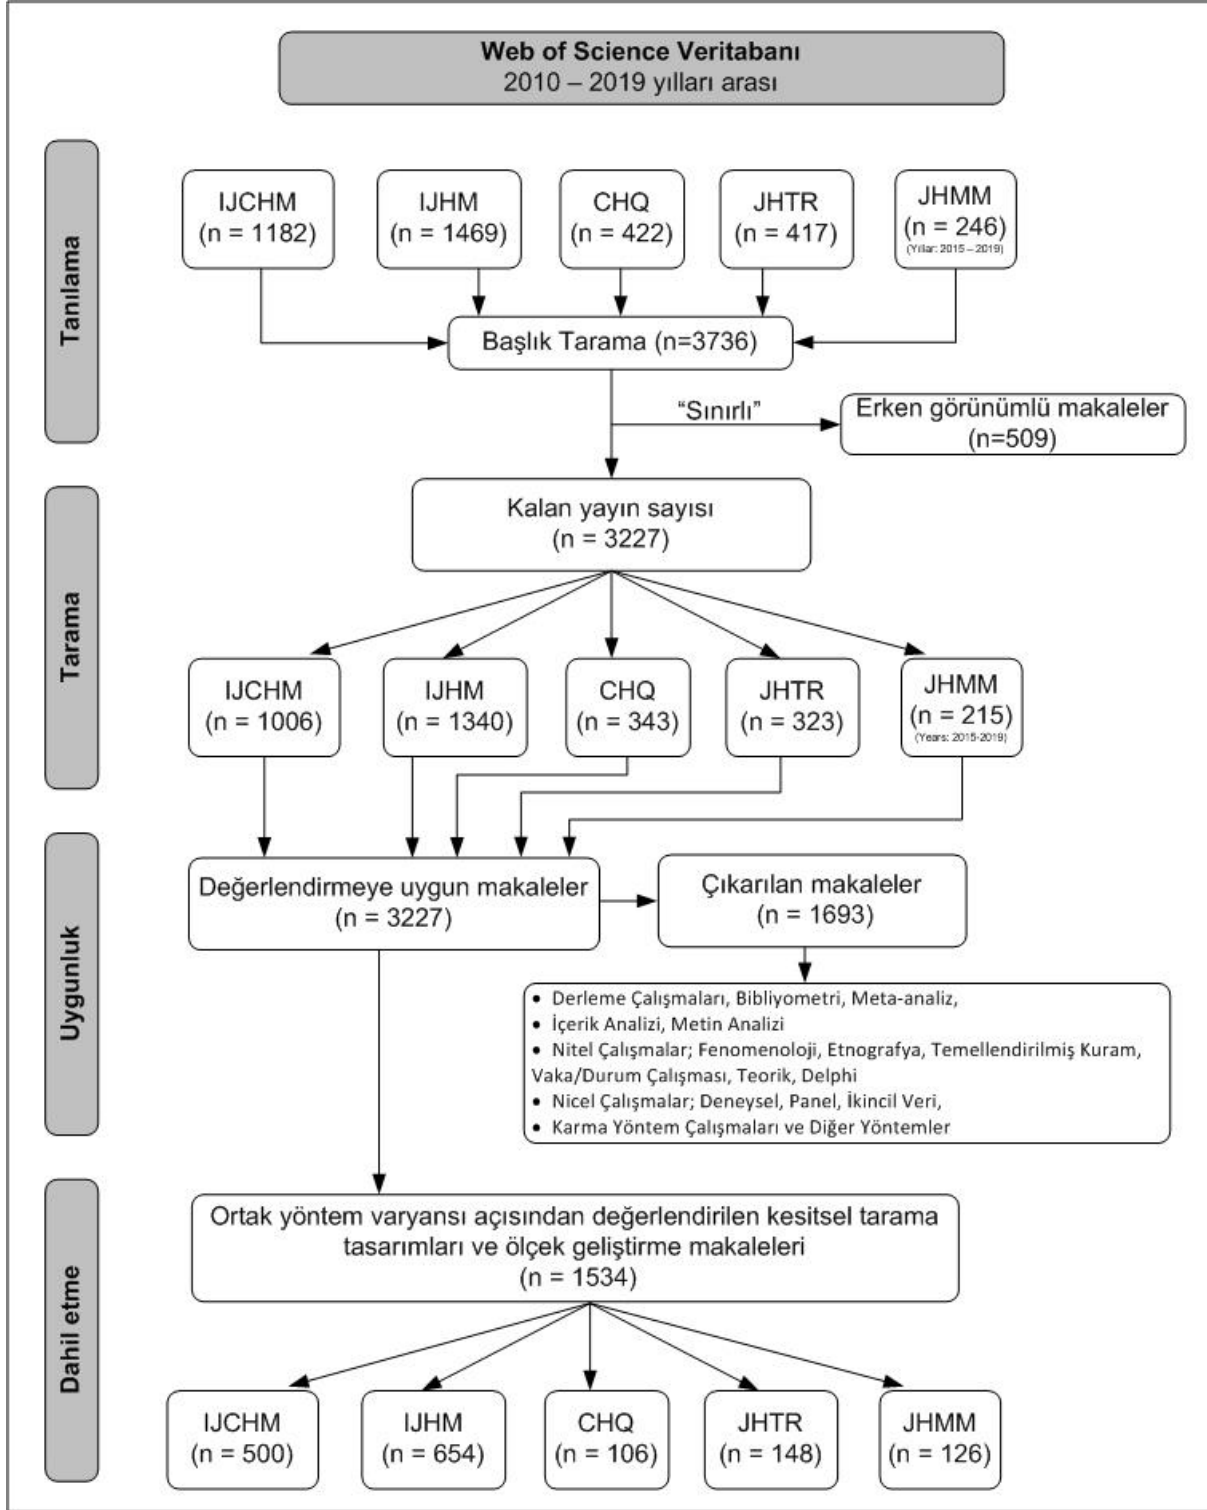 Web of Science Veritabanı
2010 – 2019 yılları arası
Tanılama
IJCHM
(n = 1182)
IJHM
(n = 1469)
CHQ
(n = 422)
JHTR
(n = 417)
JHMM
(n = 246)
(Yıllar: 2015 – 2019)
Başlık Tarama (n=3736)
“Sınırlı”
Erken görünümlü makaleler
(n=509)
Tarama
Kalan yayın sayısı
(n = 3227)
IJCHM
(n = 1006)
IJHM
(n = 1340)
CHQ
(n = 343)
JHTR
(n = 323)
JHMM
(n = 215)
(Years: 2015-2019)
Uygunluk
Değerlendirmeye uygun makaleler
(n = 3227)
Çıkarılan makaleler
(n = 1693)
• Derleme Çalışmaları, Bibliyometri, Meta-analiz,
• İçerik Analizi, Metin Analizi
• Nitel Çalışmalar; Fenomenoloji, Etnografya, Temellendirilmiş Kuram,
Vaka/Durum Çalışması, Teorik, Delphi
• Nicel Çalışmalar; Deneysel, Panel, İkincil Veri,
• Karma Yöntem Çalışmaları ve Diğer Yöntemler
Dahil etme
Ortak yöntem varyansı açısından değerlendirilen kesitsel tarama
tasarımları ve ölçek geliştirme makaleleri
(n = 1534)
IJCHM
(n = 500)
IJHM
(n = 654)
CHQ
(n = 106)
JHTR
(n = 148)
JHMM
(n = 126)